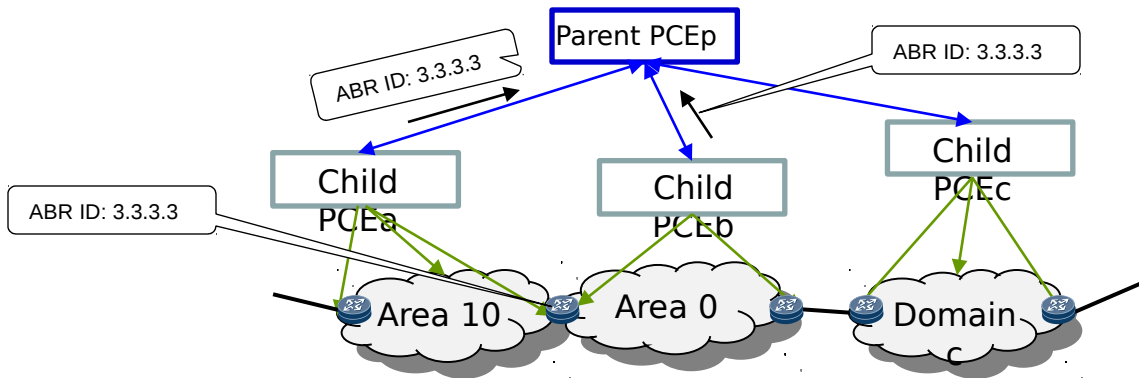 Parent PCEp
ABR ID: 3.3.3.3
ABR ID: 3.3.3.3
Child
PCEa
Child
PCEb
Child
PCEc
ABR ID: 3.3.3.3
Area 10
Area 0
Domain
c